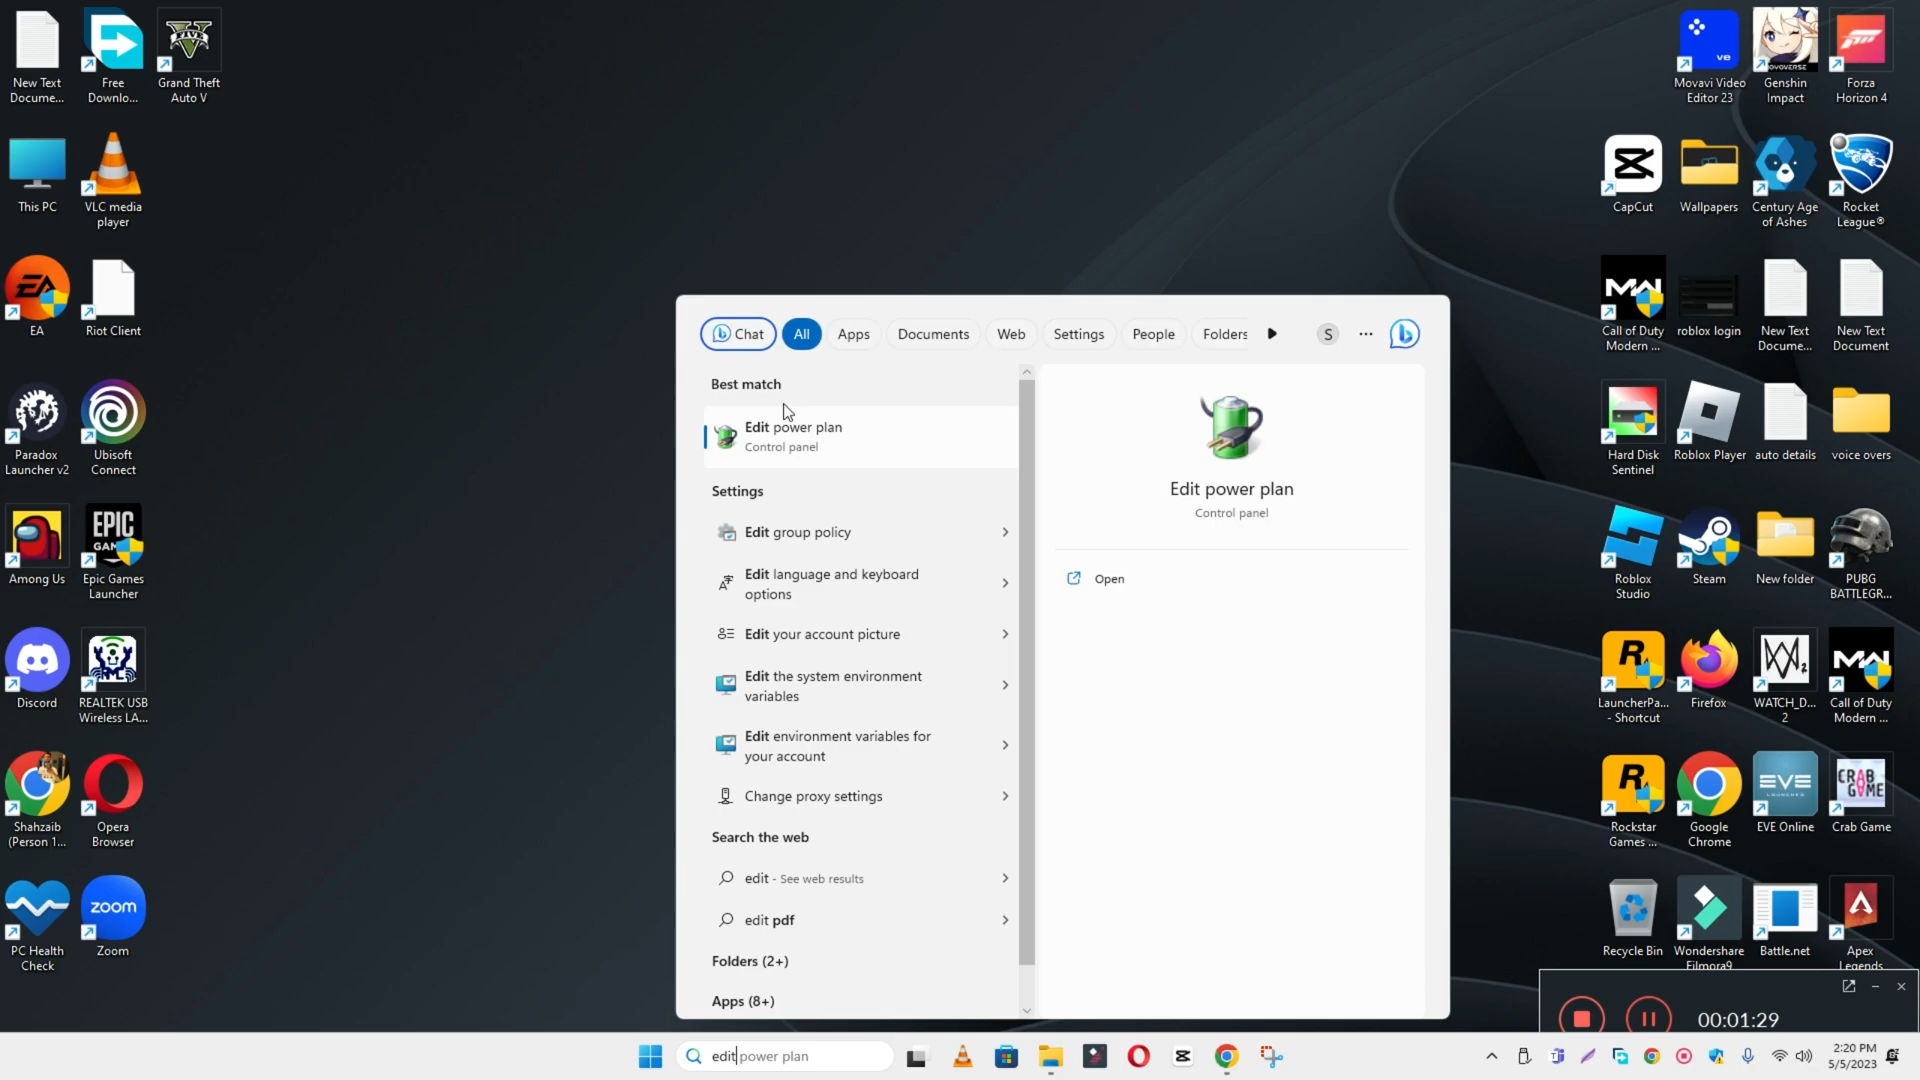 New Text
Docume...
Free
Downlo...
Grand Theft
Auto V
This PC
VLC media
player
EA
Riot Client
Paradox
Launcher v2
Ubisoft
Connect
Among Us
EPIC
GAM
Epic Games
Launcher
Discord
REALTEK USB
Wireless LA...
Shahzaib
(Person 1...
Opera
Browser
PC Health
Check
zoom
Zoom
Chat
All
Apps
Documents
Web
Settings
People
Folders
S
Best match
Edit power plan
Control panel
Settings
Edit group policy
Edit language and keyboard
options
Edit your account picture
Edit the system environment
variables
Edit environment variables for
your account
Change proxy settings
Search the web
edit - See web results
edit pdf
Folders (2+)
Apps (8+)
Edit power plan
Control panel
Open
ve
Movavi Video
Editor 23
Genshin
Impact
Forza
Horizon 4
CapCut
Wallpapers
Century Age
of Ashes
Rocket
League®
Call of Duty
Modern ...
roblox login
New Text
Docume...
New Text
Document
Hard Disk
Sentinel
Roblox Player
auto details
voice overs
Roblox
Studio
Steam
New folder
PUBG
BATTLEGR...
LauncherPa...
- Shortcut
Firefox
WATCH_D...
2
Call of Duty
Modern ...
Rockstar
Games ...
Google
Chrome
EVE
EVE Online
CRAB
GAME
Crab Game
Recycle Bin
Wondershare
Filmora9
Battle.net
Apex
Legends
00:01:29
edit power plan
2:20 PM
5/5/2023